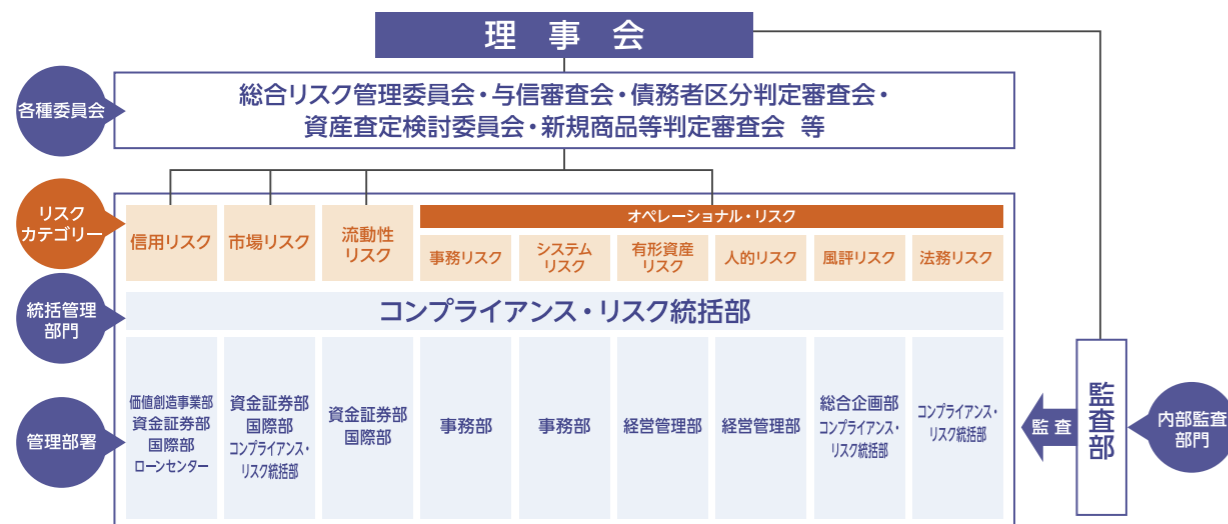 理事会
各種委員会
総合リスク管理委員会・与信審査会・債務者区分判定審査会・
資産査定検討委員会・新規商品等判定審査会 等
リスク
カテゴリー
信用リスク
市場リスク
流動性
リスク
オペレーショナル・リスク
事務リスク
システム
リスク
有形資産
リスク
人的リスク
風評リスク
法務リスク
統括管理
部門
コンプライアンス・リスク統括部
管理部署
価値創造事業部
資金証券部
国際部
ローンセンター
資金証券部
国際部
コンプライアンス・
リスク統括部
資金証券部
国際部
事務部
事務部
経営管理部
経営管理部
総合企画部
コンプライアンス・
リスク統括部
コンプライアンス・
リスク統括部
監査
監査部
内部監査
部門